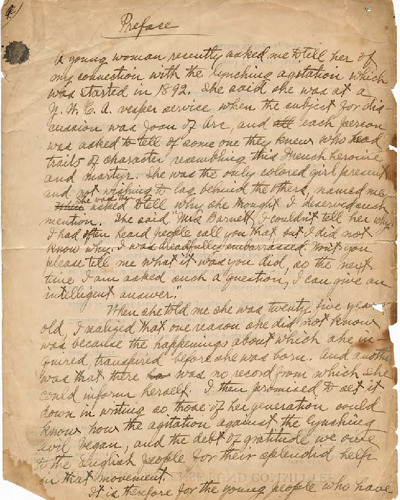 Preface
A young woman recently asked me to tell her of
my connection with the lynching agitation which
was started in 1892. She said she was at a
Y. W. C. A. vesper service when the subject for dis
cussion was Joan of Arc, and all each person
was asked to tell of some one they knew who had
traits of character resembling this French heroine
and martyr. She was the only colored girl present
and not wishing to lag behind the others, named me.
She was then asked to tell why she thought I deserved such
mention. She said "Mrs Barnett I couldn't tell her why
I had often heard people call you that but I did not
know why. I was dreadfully embarrassed. Won't you
please tell me what it was you did, so the next
time I am asked such a question, I can give an
intelligent answer."
When she told me she was twenty five years
old, I realized that one reason she did not know
was because the happenings about which she in
quired transpired before she was born. And another
was that there was no record from which she
could inform herself. I then promised to set it
down in writing so those of her generation could
know how the agitation against the lynching
evil began, and the debt of gratitude we owe
to the English people for their splendid help
in that movement.
It is therefore for the young people who have